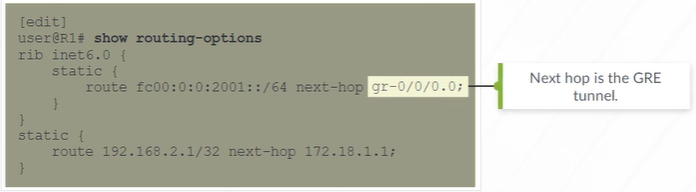 [edit]
user@R1# show routing-options
rib inet6.0 {
static {
route fc00:0:0:2001::/64 next-hop gr-0/0/0.0;
}
}
static {
route 192.168.2.1/32 next-hop 172.18.1.1;
}
Next hop is the GRE
tunnel.